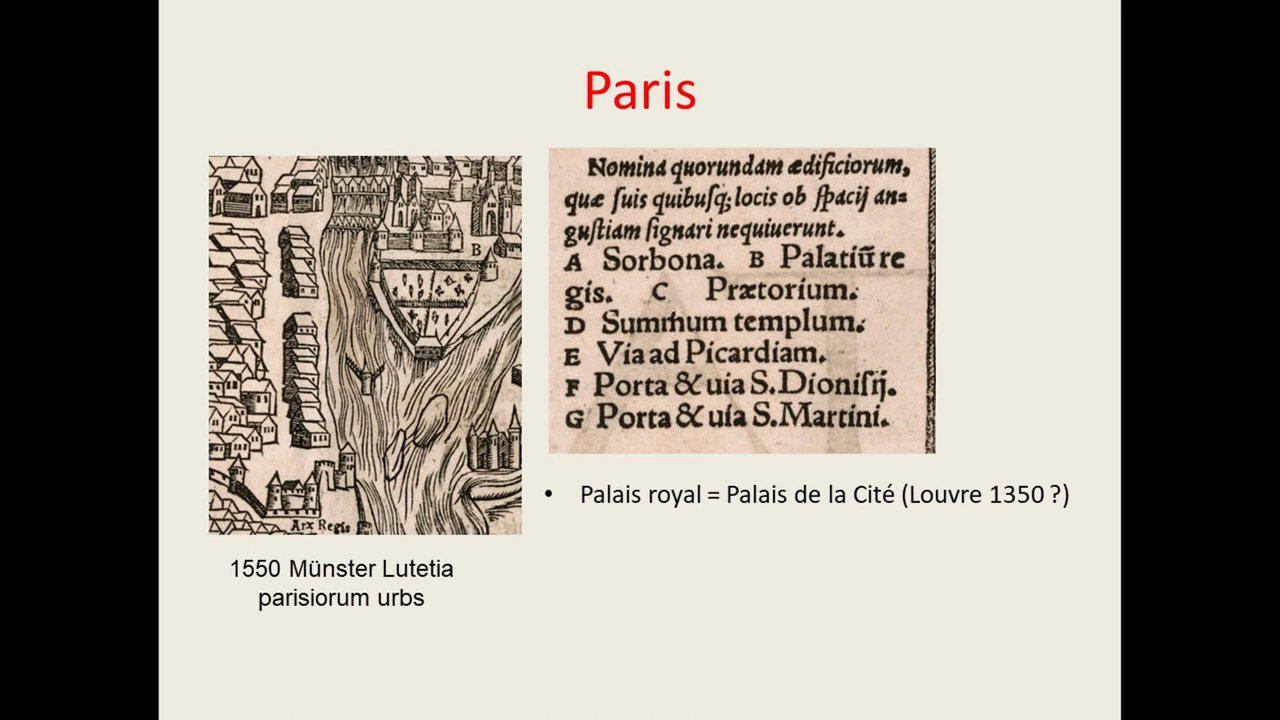 Paris
B
Arx Regis
1550 Münster Lutetia
parisiorum urbs
Nomina quorundam ædificiorum,
quæ ſuis quibuſq; locis ob ſpacij an=
guſtiam ſignari nequiuerunt.
A Sorbona. B Palatiũ re
gis. C Prætorium.
D Summum templum.
E Via ad Picardiam.
F Porta & uia S. Dioniſij.
G Porta & uia S. Martini.
• Palais royal = Palais de la Cité (Louvre 1350 ?)